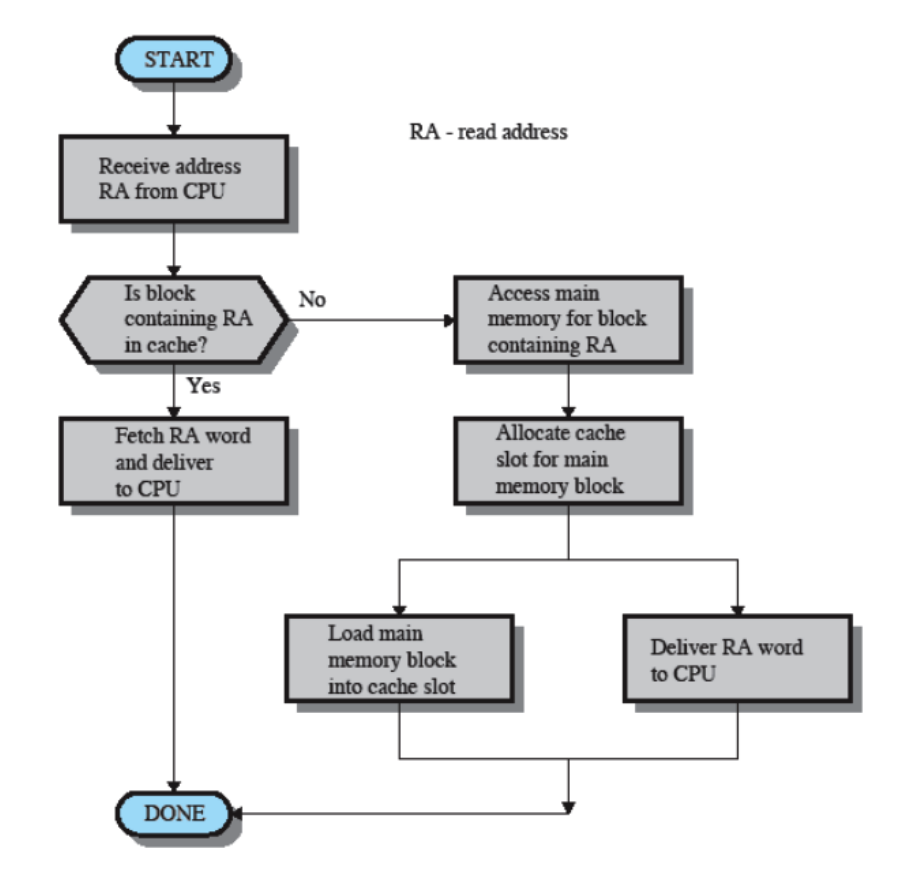 START
RA - read address
Receive address
RA from CPU
Is block
containing RA
in cache?
No
Yes
Access main
memory for block
containing RA
Fetch RA word
and deliver
to CPU
Allocate cache
slot for main
memory block
Load main
memory block
into cache slot
Deliver RA word
to CPU
DONE